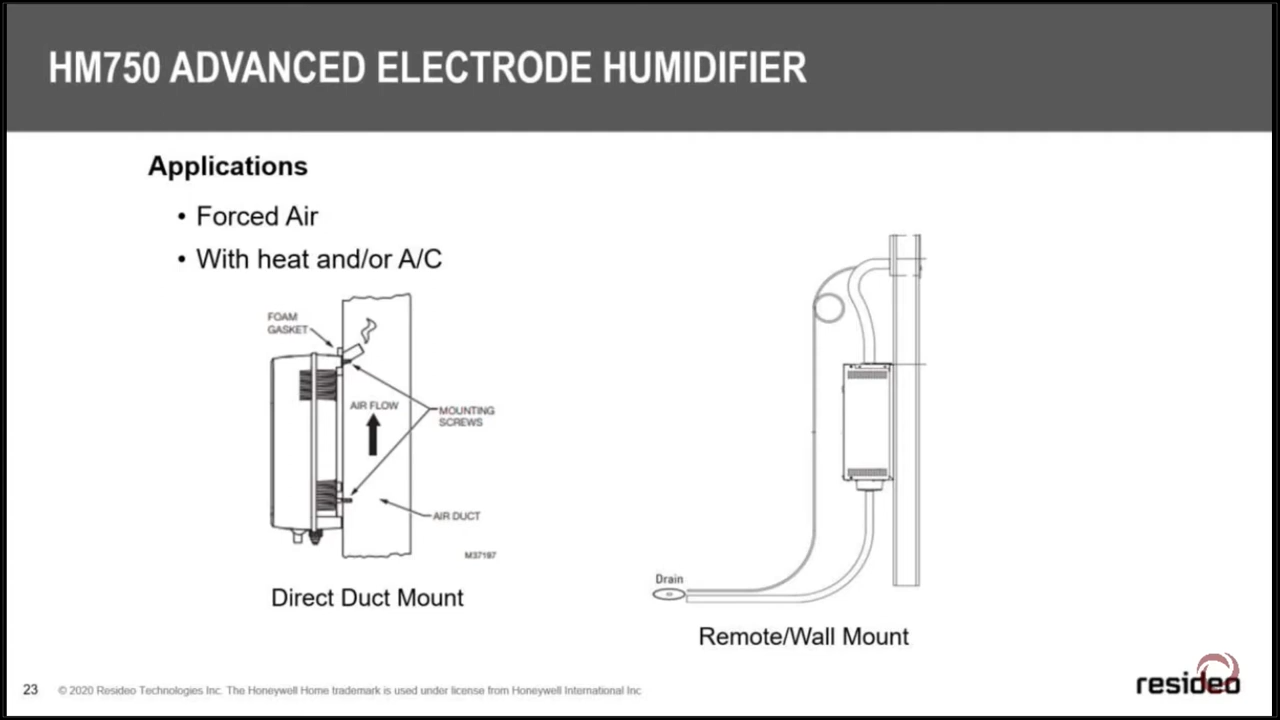 HM750 ADVANCED ELECTRODE HUMIDIFIER
Applications
• Forced Air
• With heat and/or A/C
FOAM
GASKET
AIR FLOW
MOUNTING
SCREWS
AIR DUCT
M37197
Direct Duct Mount
Drain
Remote/Wall Mount
23
© 2020 Resideo Technologies Inc. The Honeywell Home trademark is used under license from Honeywell International Inc
resideo